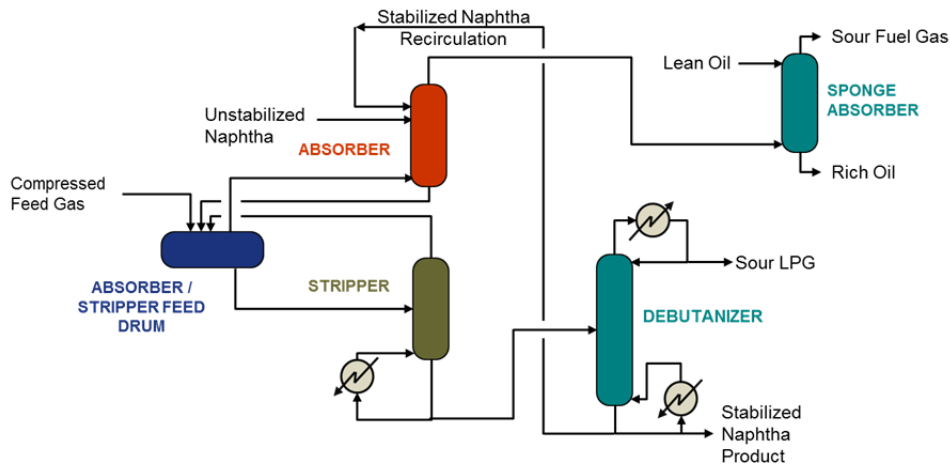 Stabilized Naphtha
Recirculation
Sour Fuel Gas
Lean Oil
SPONGE
ABSORBER
Unstabilized
Naphtha
ABSORBER
Rich Oil
Compressed
Feed Gas
STRIPPER
Sour LPG
ABSORBER /
STRIPPER FEED
DRUM
DEBUTANIZER
Stabilized
Naphtha
Product